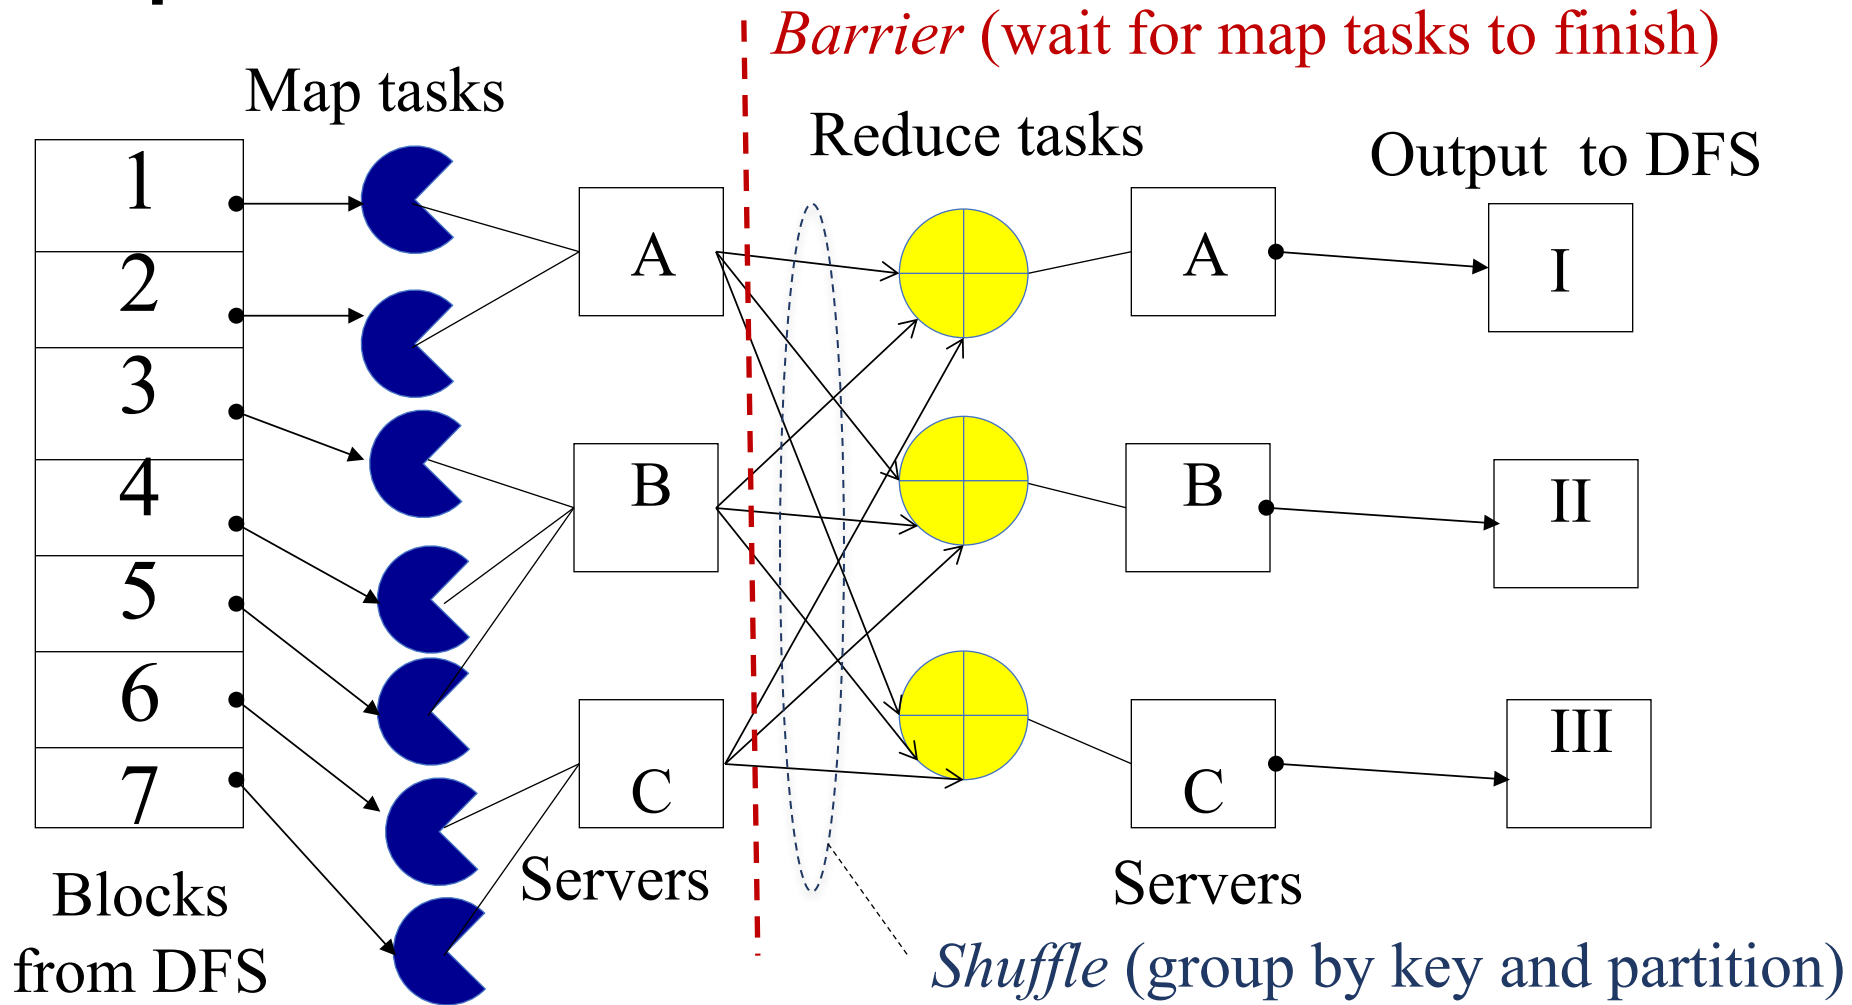 Barrier (wait for map tasks to finish)
Map tasks
Reduce tasks
Output to DFS
1
2
3
4
5
6
7
A
B
C
A
B
C
I
II
III
Blocks
from DFS
Servers
Servers
Shuffle (group by key and partition)